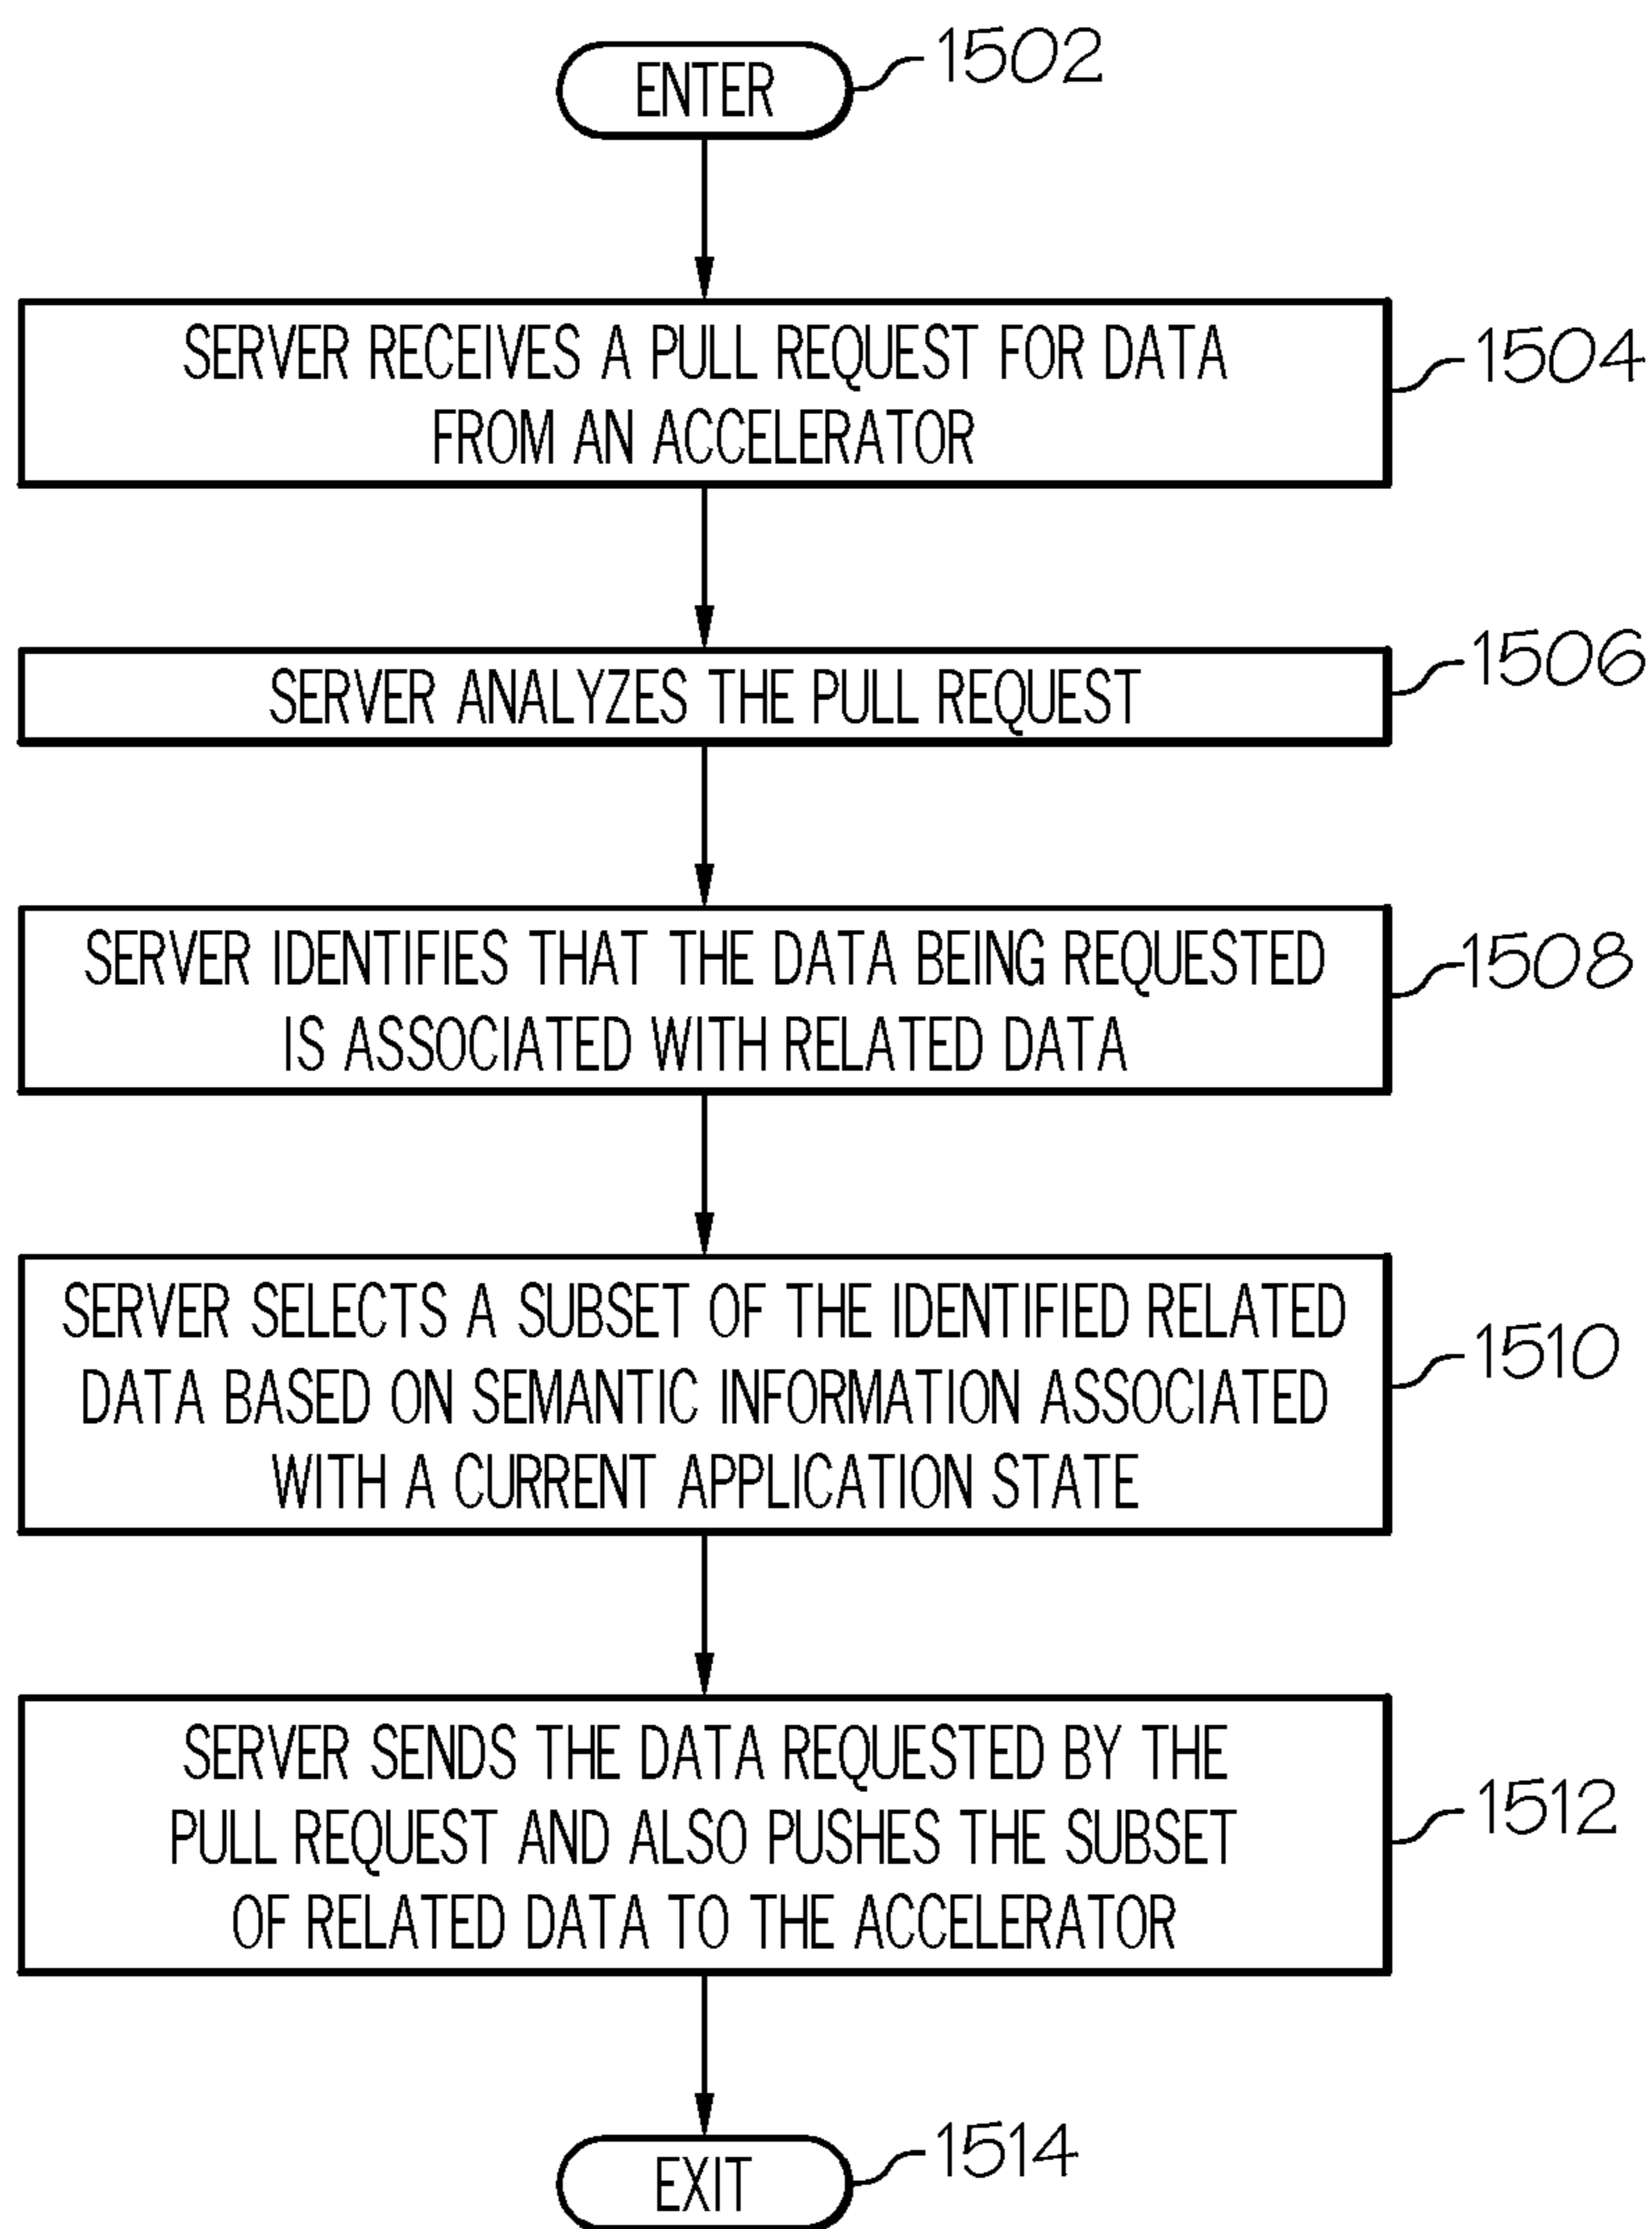 ENTER
1502
SERVER RECEIVES A PULL REQUEST FOR DATA
FROM AN ACCELERATOR
1504
SERVER ANALYZES THE PULL REQUEST
1506
SERVER IDENTIFIES THAT THE DATA BEING REQUESTED
IS ASSOCIATED WITH RELATED DATA
1508
SERVER SELECTS A SUBSET OF THE IDENTIFIED RELATED
DATA BASED ON SEMANTIC INFORMATION ASSOCIATED
WITH A CURRENT APPLICATION STATE
1510
SERVER SENDS THE DATA REQUESTED BY THE
PULL REQUEST AND ALSO PUSHES THE SUBSET
OF RELATED DATA TO THE ACCELERATOR
1512
EXIT
1514